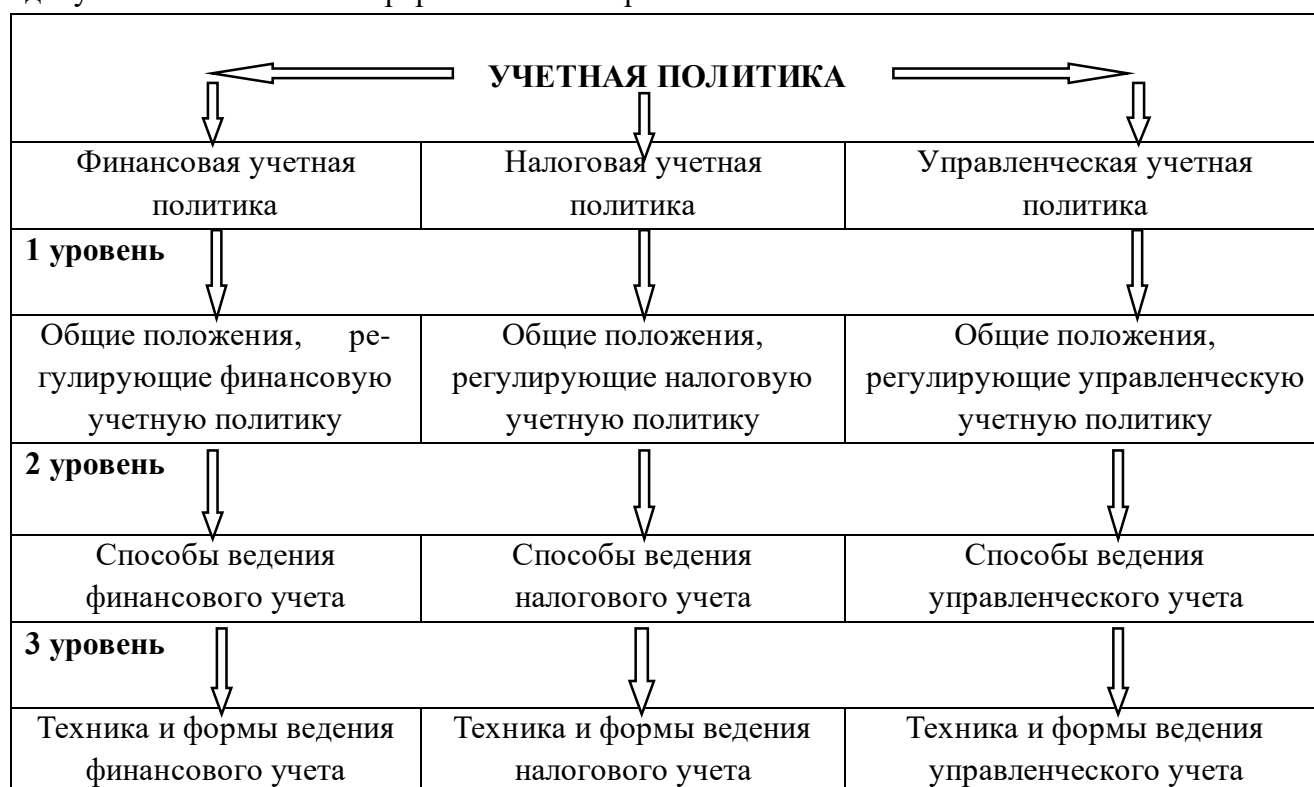 УЧЕТНАЯ ПОЛИТИКА
Финансовая учетная
политика
Налоговая учетная
политика
Управленческая учетная
политика
1 уровень
Общие положения, ре-
гулирующие финансовую
учетную политику
Общие положения,
регулирующие налоговую
учетную политику
Общие положения,
регулирующие управленческую
учетную политику
2 уровень
Способы ведения
финансового учета
Способы ведения
налогового учета
Способы ведения
управленческого учета
3 уровень
Техника и формы ведения
финансового учета
Техника и формы ведения
налогового учета
Техника и формы ведения
управленческого учета